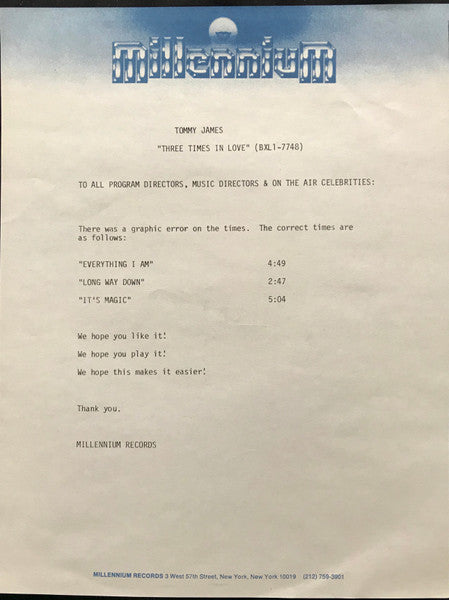 millennium
TOMMY JAMES
"THREE TIMES IN LOVE" (BXL1-7748)
TO ALL PROGRAM DIRECTORS, MUSIC DIRECTORS & ON THE AIR CELEBRITIES:
There was a graphic error on the times. The correct times are
as follows:
"EVERYTHING I AM" 4:49
"LONG WAY DOWN" 2:47
"IT'S MAGIC" 5:04
We hope you like it!
We hope you play it!
We hope this makes it easier!
Thank you.
MILLENNIUM RECORDS
MILLENNIUM RECORDS 3 West 57th Street, New York, New York 10019 (212) 759-3901